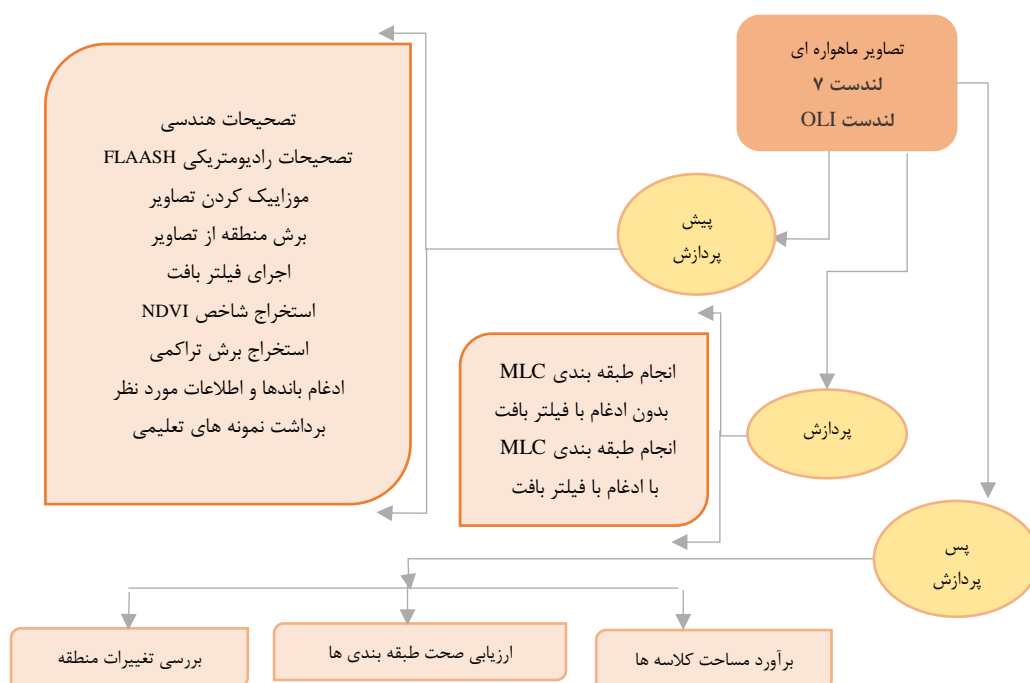 تصاویر ماهواره ای
لندست ۷
لندست OLI
پیش
پردازش
تصحیحات هندسی
تصحیحات رادیومتریکی FLAASH
موزاییک کردن تصاویر
برش منطقه از تصاویر
اجرای فیلتر بافت
استخراج شاخص NDVI
استخراج برش تراکمی
ادغام باندها و اطلاعات مورد نظر
برداشت نمونه های تعلیمی
پردازش
انجام طبقه بندی MLC
بدون ادغام با فیلتر بافت
انجام طبقه بندی MLC
با ادغام با فیلتر بافت
پس
پردازش
برآورد مساحت کلاسه ها
ارزیابی صحت طبقه بندی ها
بررسی تغییرات منطقه